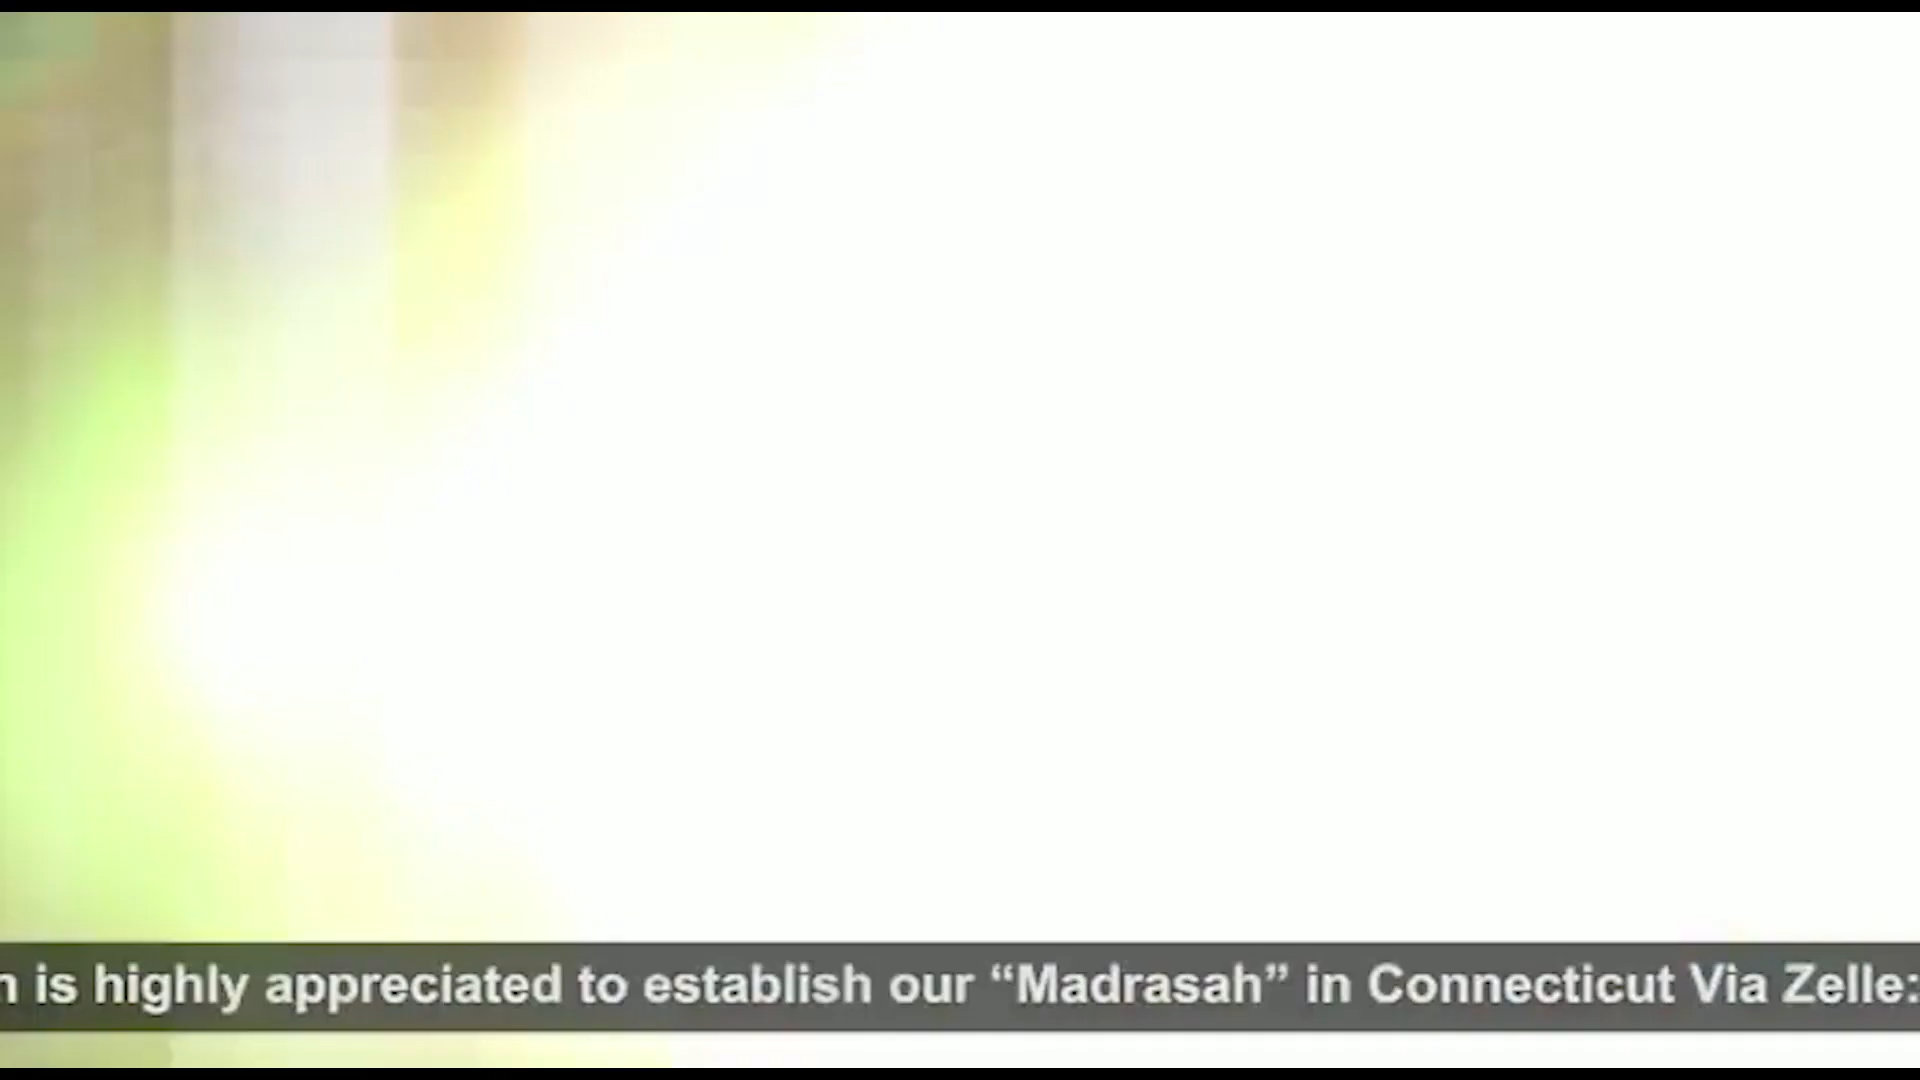 is highly appreciated to establish our “Madrasah” in Connecticut Via Zelle: